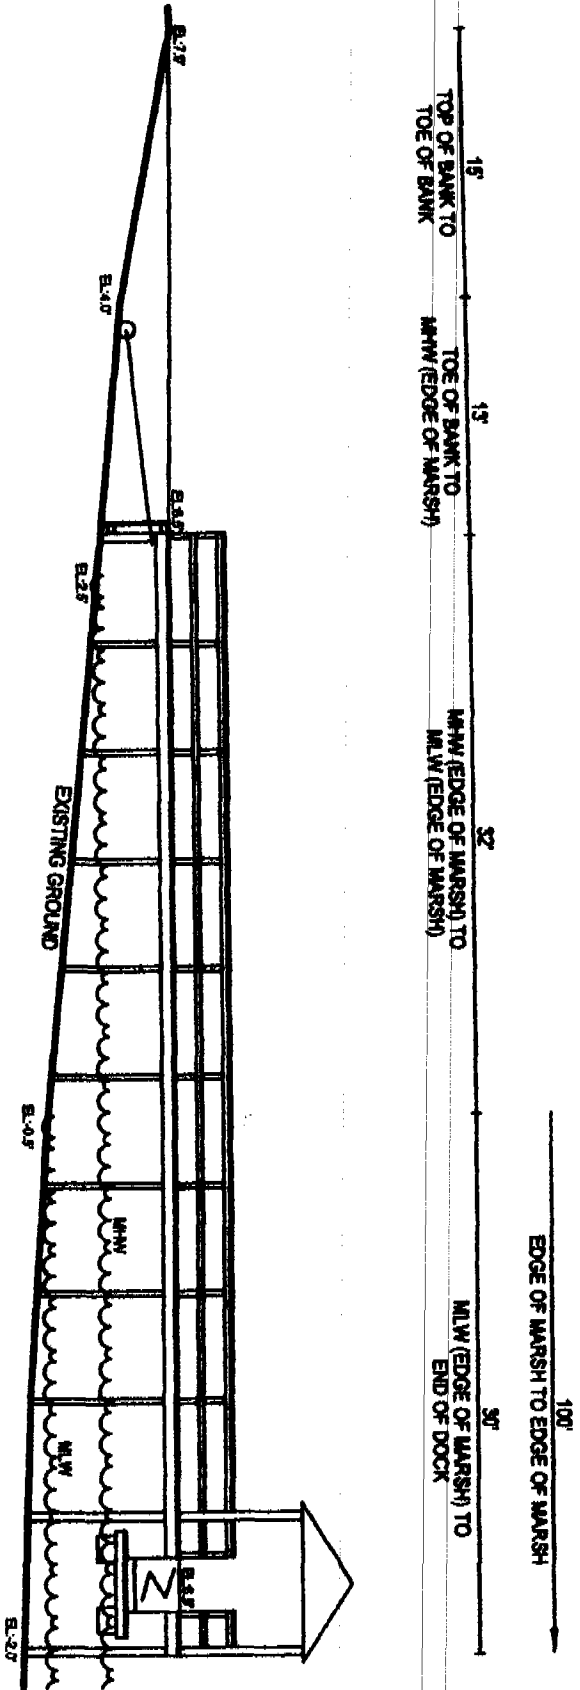 100'
EDGE OF MARSH TO EDGE OF MARSH
15'
TOP OF BANK TO
TOE OF BANK
13'
TOE OF BANK TO
MHW (EDGE OF MARSH)
32'
MHW (EDGE OF MARSH) TO
MLW (EDGE OF MARSH)
30'
MLW (EDGE OF MARSH) TO
END OF DOCK
EL-7.5'
EL-4.0'
EL-2.5'
EXISTING GROUND
EL-0.5'
MHW
MLW
EL-2.0'